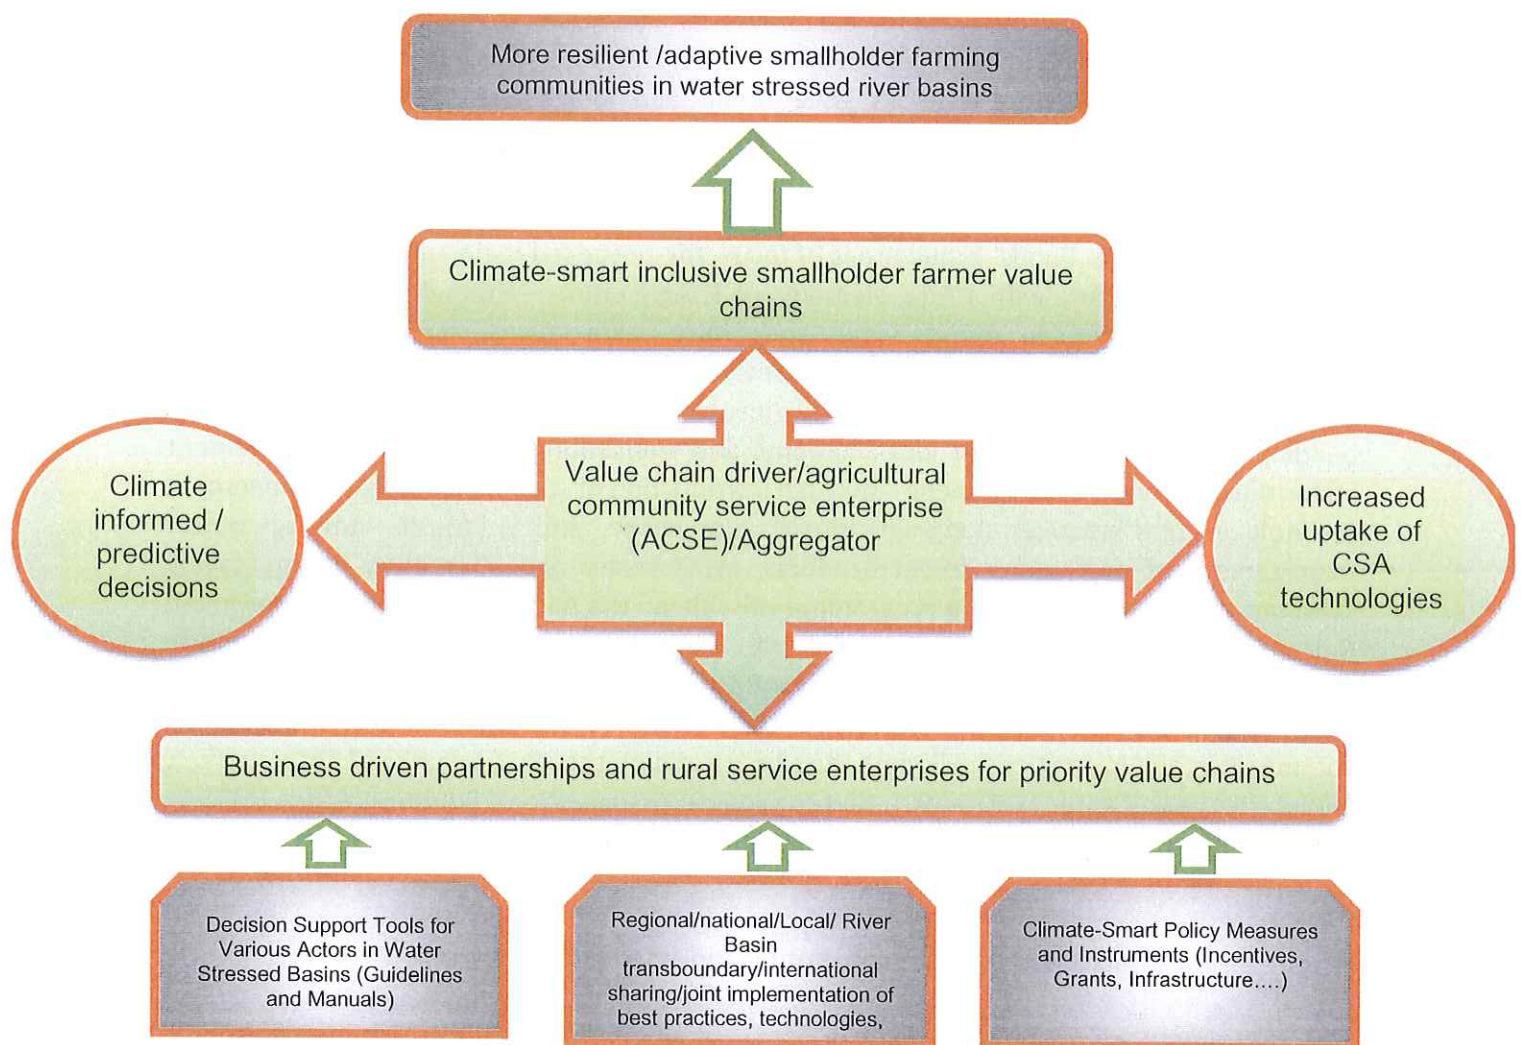 More resilient /adaptive smallholder farming
communities in water stressed river basins
Climate-smart inclusive smallholder farmer value
chains
Climate
informed /
predictive
decisions
Value chain driver/agricultural
community service enterprise
(ACSE)/Aggregator
Increased
uptake of
CSA
technologies
Business driven partnerships and rural service enterprises for priority value chains
Decision Support Tools for
Various Actors in Water
Stressed Basins (Guidelines
and Manuals)
Regional/national/Local/ River
Basin
transboundary/international
sharing/joint implementation of
best practices, technologies,
Climate-Smart Policy Measures
and Instruments (Incentives,
Grants, Infrastructure....)